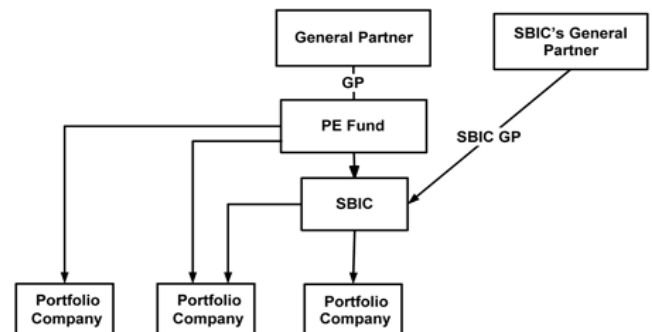 General Partner
SBIC's General
Partner
GP
PE Fund
SBIC GP
SBIC
Portfolio
Company
Portfolio
Company
Portfolio
Company